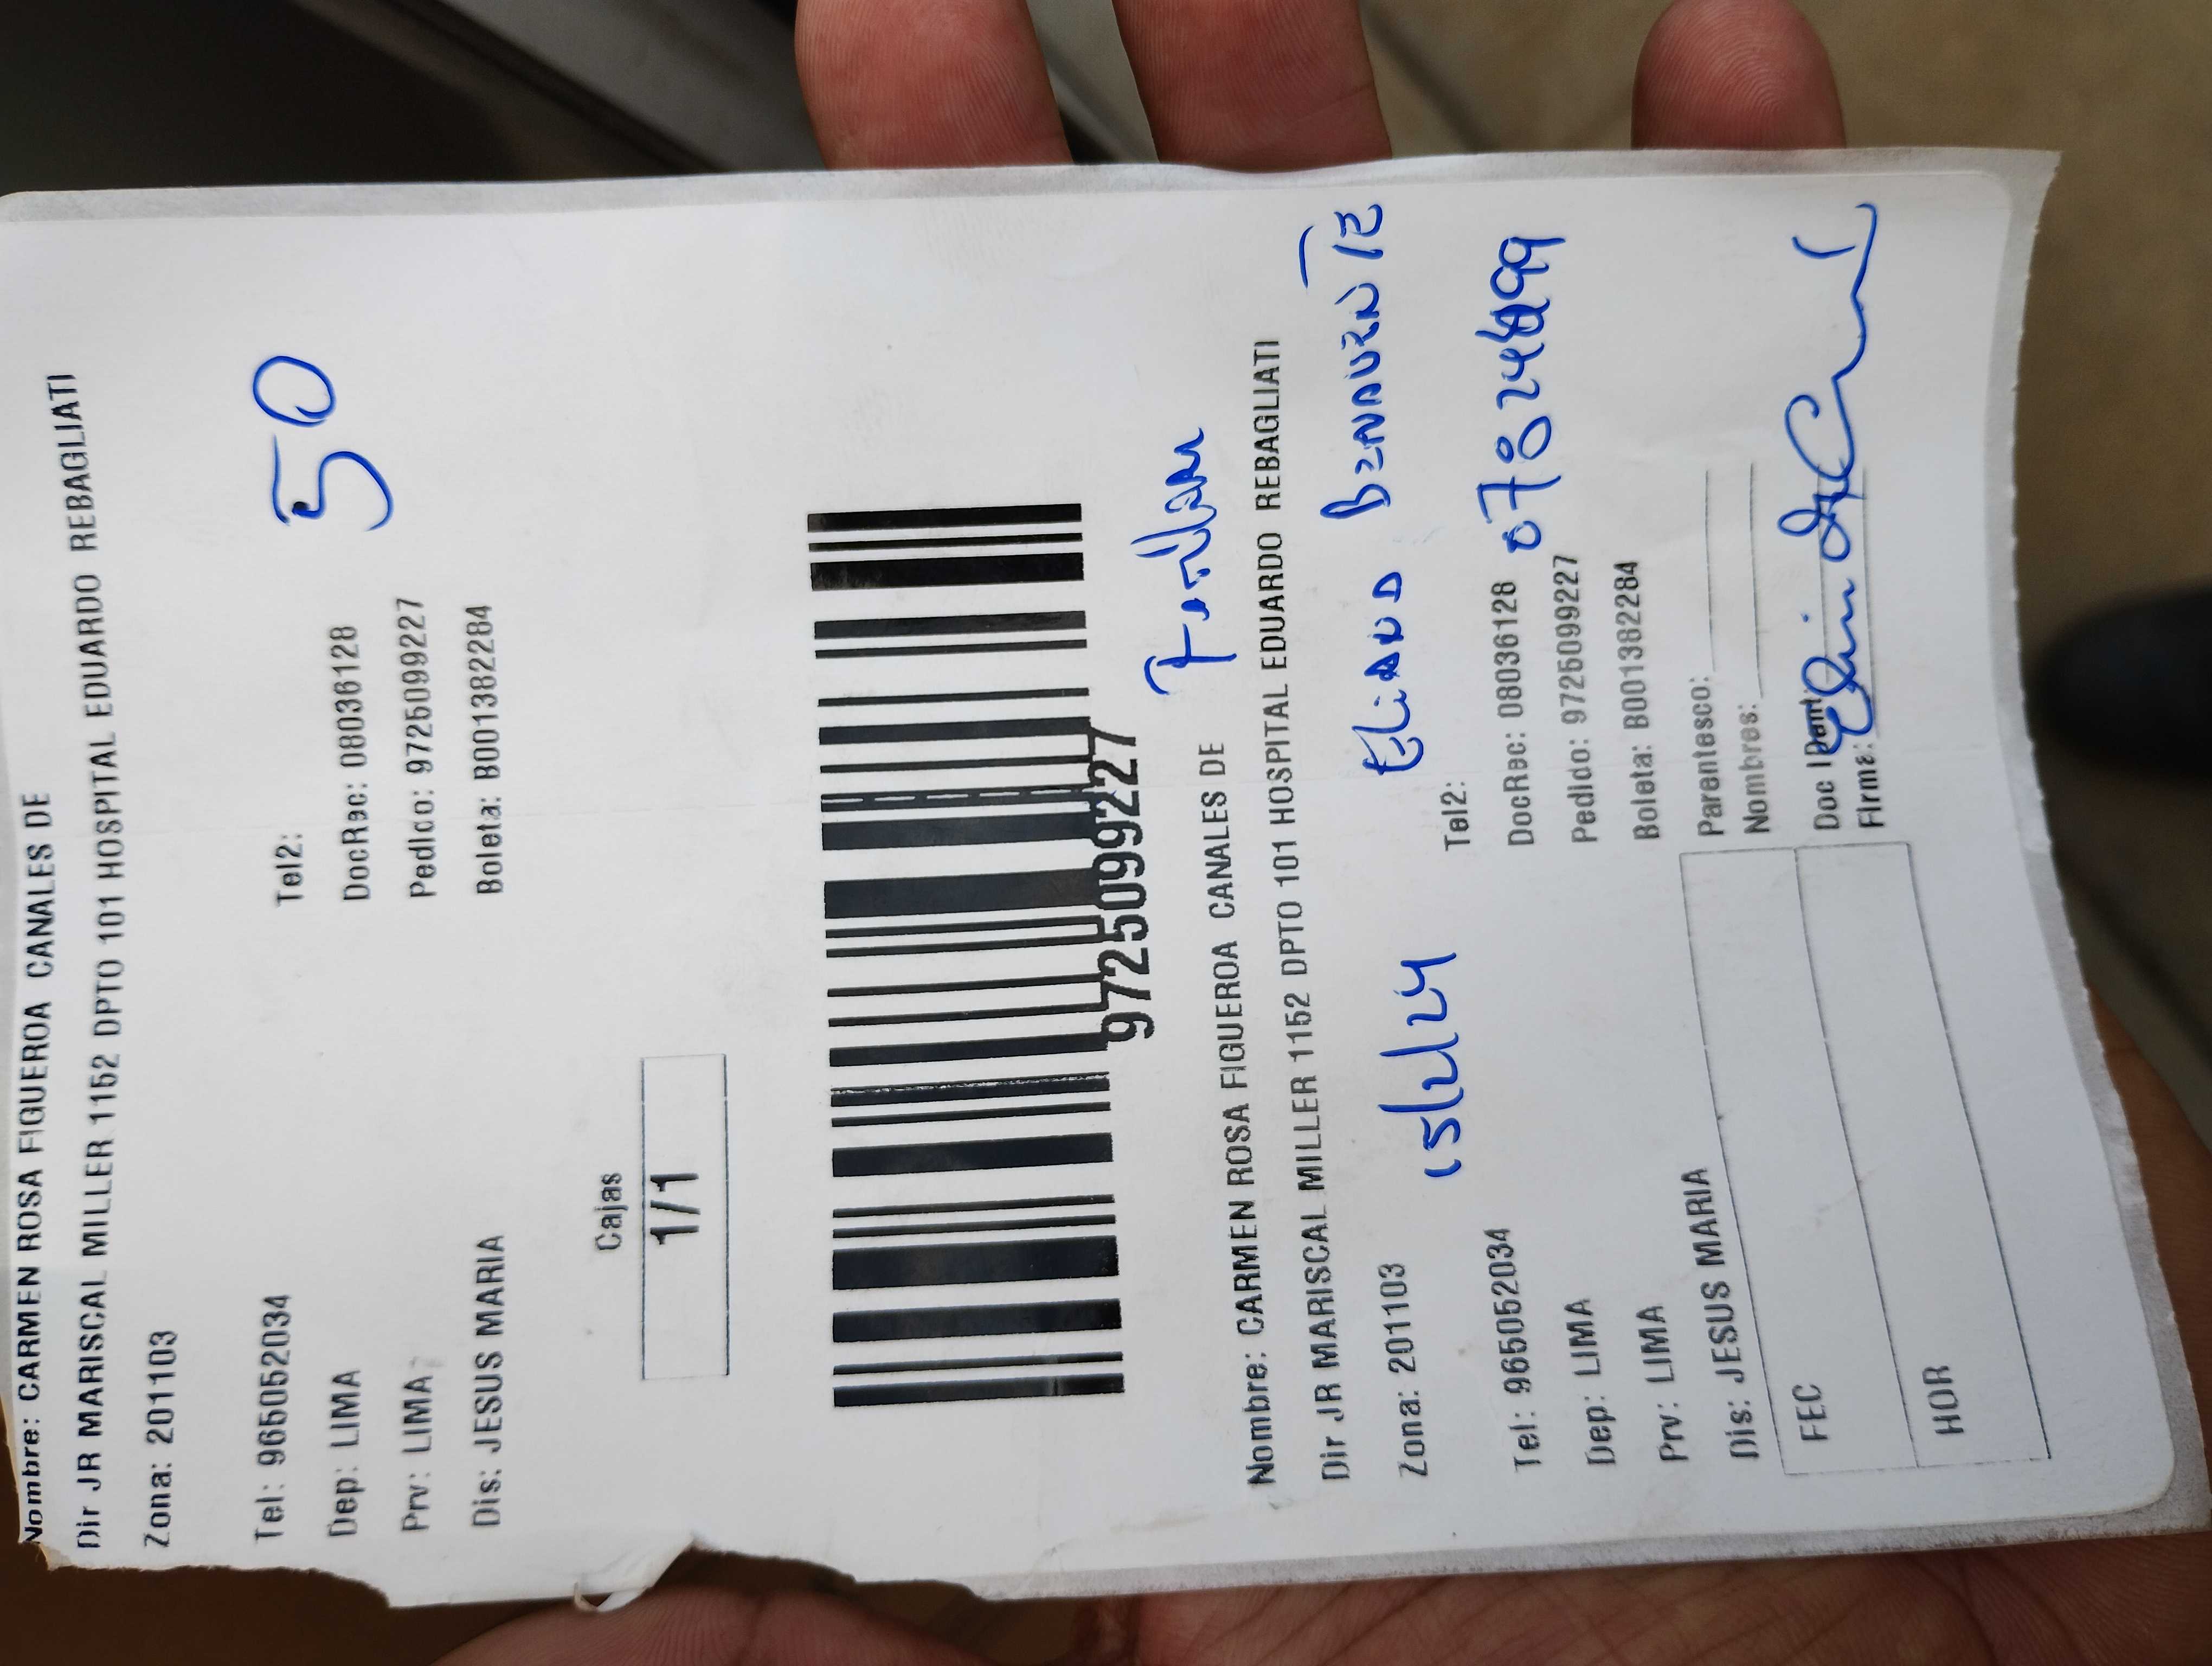 Nombre: CARMEN ROSA FIGUEROA CANALES DE
Dir JR MARISCAL MILLER 1152 DPTO 101 HOSPITAL EDUARDO REBAGLIATI
Zona: 201103
50
Tel: 965052034 Tel2:
Dep: LIMA DocRec: 08036128
Prv: LIMA Pedido: 9725099227
Dis: JESUS MARIA Boleta: B001382284
Cajas
1/1
9725099227
Nombre: CARMEN ROSA FIGUEROA CANALES DE
Dir JR MARISCAL MILLER 1152 DPTO 101 HOSPITAL EDUARDO REBAGLIATI
Zona: 201103
BENAVENTE
Tel: 965052034 Tel2:
Dep: LIMA DocRec: 08036128
Prv: LIMA Pedido: 9725099227
Dis: JESUS MARIA Boleta: B001382284
FEC
HOR
Parentesco:
Nombres:
Doc Ident
Firma: